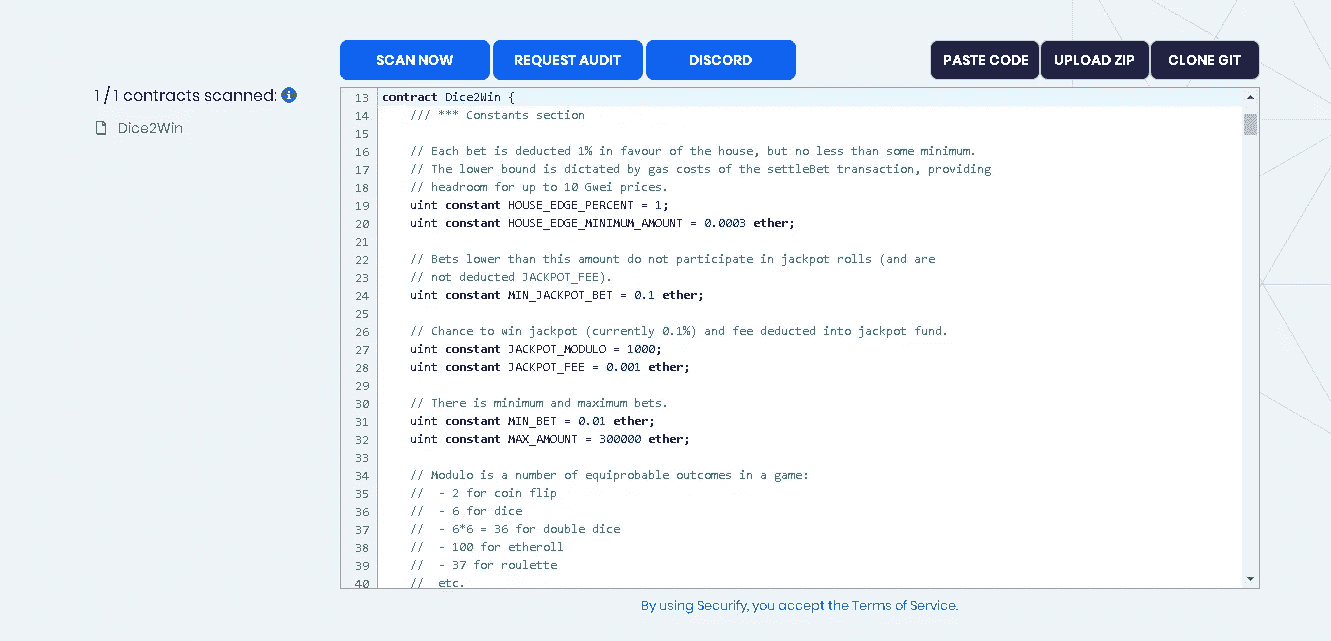 SCAN NOW REQUEST AUDIT DISCORD PASTE CODE UPLOAD ZIP CLONE GIT
1 / 1 contracts scanned: i
Dice2Win
13 contract Dice2Win {
14 /// *** Constants section
15
16 // Each bet is deducted 1% in favour of the house, but no less than some minimum.
17 // The lower bound is dictated by gas costs of the settleBet transaction, providing
18 // headroom for up to 10 Gwei prices.
19 uint constant HOUSE_EDGE_PERCENT = 1;
20 uint constant HOUSE_EDGE_MINIMUM_AMOUNT = 0.0003 ether;
21
22 // Bets lower than this amount do not participate in jackpot rolls (and are
23 // not deducted JACKPOT_FEE).
24 uint constant MIN_JACKPOT_BET = 0.1 ether;
25
26 // Chance to win jackpot (currently 0.1%) and fee deducted into jackpot fund.
27 uint constant JACKPOT_MODULO = 1000;
28 uint constant JACKPOT_FEE = 0.001 ether;
29
30 // There is minimum and maximum bets.
31 uint constant MIN_BET = 0.01 ether;
32 uint constant MAX_AMOUNT = 300000 ether;
33
34 // Modulo is a number of equiprobable outcomes in a game:
35 // - 2 for coin flip
36 // - 6 for dice
37 // - 6*6 = 36 for double dice
38 // - 100 for etheroll
39 // - 37 for roulette
40 // etc.
By using Securify, you accept the Terms of Service.